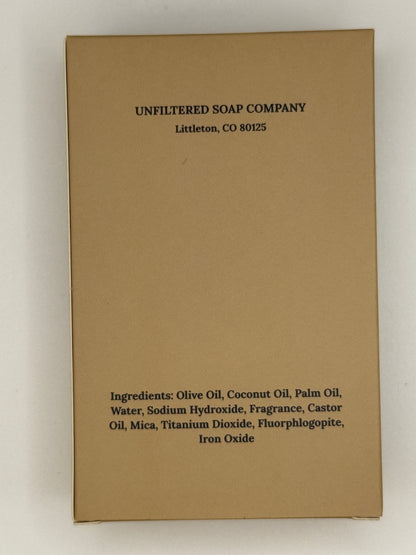 UNFILTERED SOAP COMPANY
Littleton, CO 80125
Ingredients: Olive Oil, Coconut Oil, Palm Oil,
Water, Sodium Hydroxide, Fragrance, Castor
Oil, Mica, Titanium Dioxide, Fluorphlogopite,
Iron Oxide